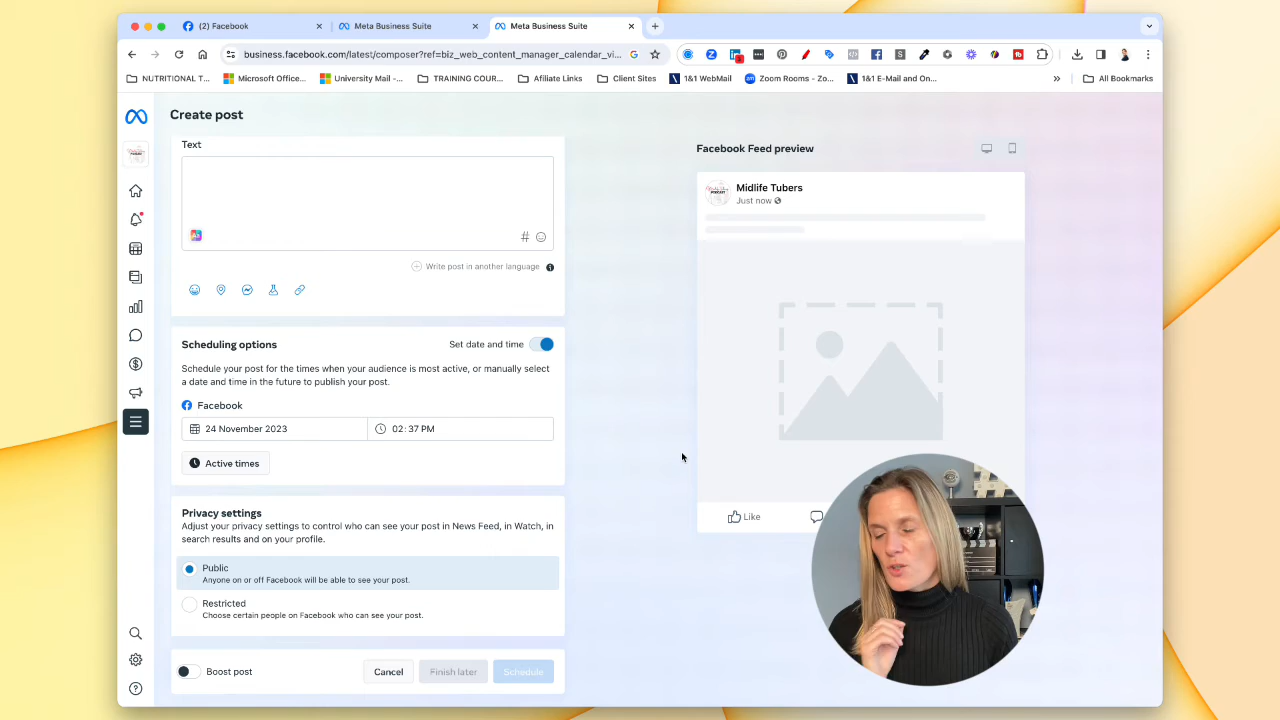 (2) Facebook
Meta Business Suite
Meta Business Suite
business.facebook.com/latest/composer?ref=biz_web_content_manager_calendar_vi...
NUTRITIONAL T...
Microsoft Office...
University Mail -...
TRAINING COUR...
Afiliate Links
Client Sites
1&1 WebMail
Zoom Rooms - Zo...
1&1 E-Mail and On...
»
All Bookmarks
Create post
Text
#
Write post in another language
Scheduling options
Set date and time
Schedule your post for the times when your audience is most active, or manually select
a date and time in the future to publish your post.
Facebook
24 November 2023
02: 37 PM
Active times
Privacy settings
Adjust your privacy settings to control who can see your post in News Feed, in Watch, in
search results and on your profile.
Public
Anyone on or off Facebook will be able to see your post.
Restricted
Choose certain people on Facebook who can see your post.
Boost post
Cancel
Finish later
Schedule
Facebook Feed preview
Midlife Tubers
Just now
Like